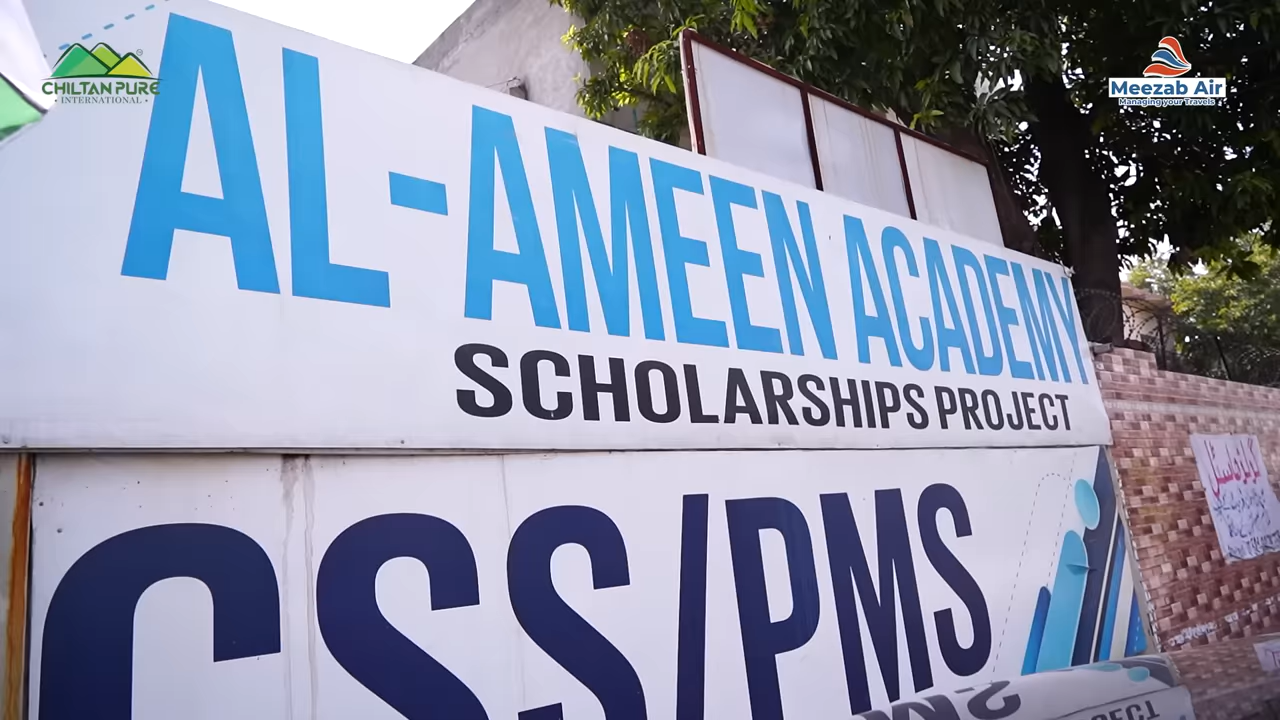 CHILTAN PURE
INTERNATIONAL
Meezab Air
Managing your Travels
AL-AMEEN ACADEMY
SCHOLARSHIPS PROJECT
CSS/PMS